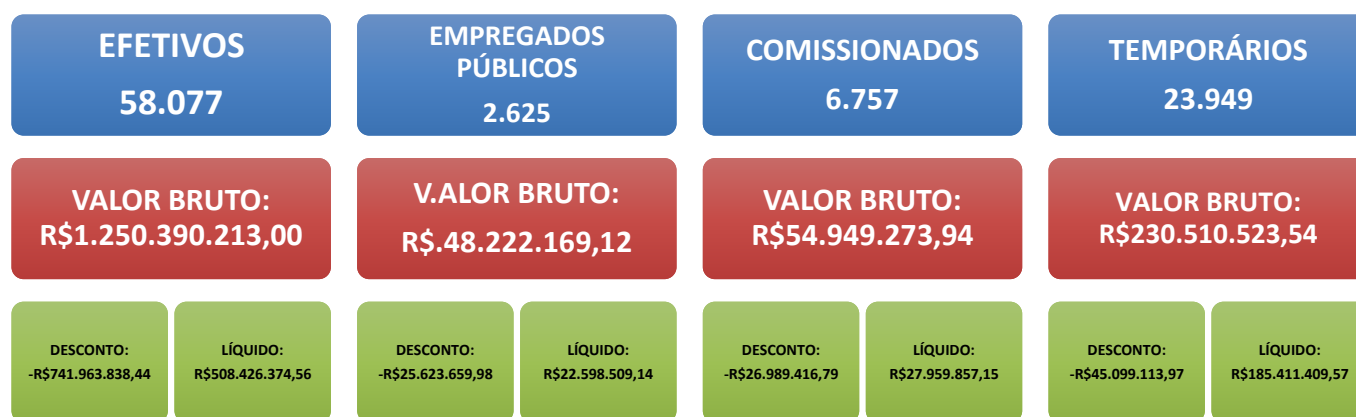 EFETIVOS
58.077
EMPREGADOS
PÚBLICOS
2.625
COMISSIONADOS
6.757
TEMPORÁRIOS
23.949
VALOR BRUTO:
R$1.250.390.213,00
V.ALOR BRUTO:
R$.48.222.169,12
VALOR BRUTO:
R$54.949.273,94
VALOR BRUTO:
R$230.510.523,54
DESCONTO:
-R$741.963.838,44
LÍQUIDO:
R$508.426.374,56
DESCONTO:
-R$25.623.659,98
LÍQUIDO:
R$22.598.509,14
DESCONTO:
-R$26.989.416,79
LÍQUIDO:
R$27.959.857,15
DESCONTO:
-R$45.099.113,97
LÍQUIDO:
R$185.411.409,57